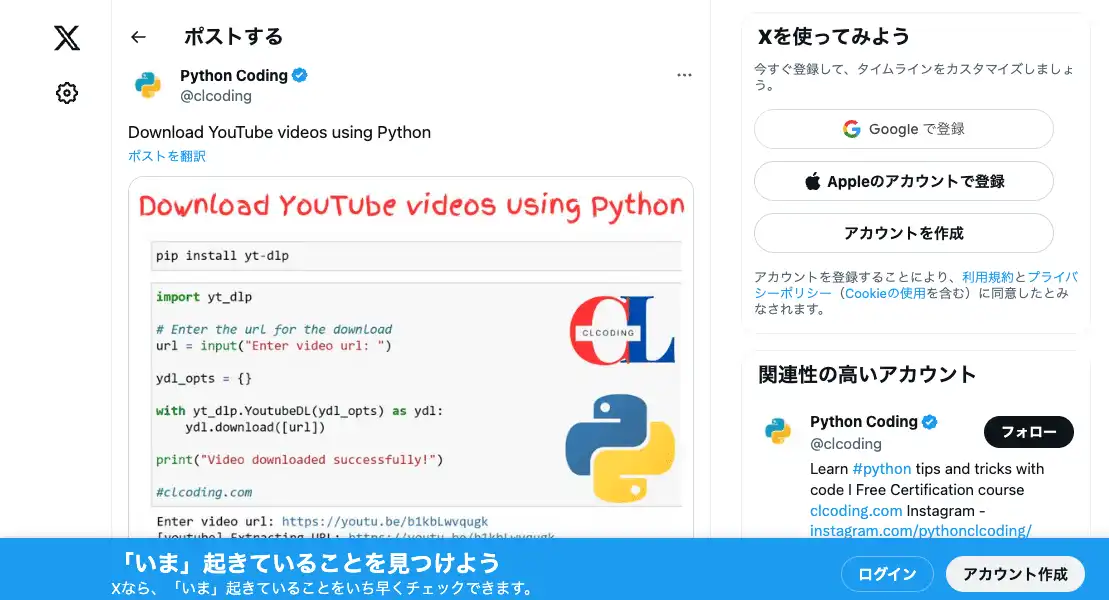 ポストする
Python Coding
@clcoding
Download YouTube videos using Python
ポストを翻訳
Download YouTube videos using Python
pip install yt-dlp
import yt_dlp
# Enter the url for the download
url = input("Enter video url: ")
ydl_opts = {}
with yt_dlp.YoutubeDL(ydl_opts) as ydl:
ydl.download([url])
print("Video downloaded successfully!")
#clcoding.com
CLCODING
Enter video url: https://youtu.be/b1kbLwvqugk
[youtube] Extracting URL: https://youtu.be/b1kbLwvqugk
Xを使ってみよう
今すぐ登録して、タイムラインをカスタマイズしましょ
う。
Google で登録
Appleのアカウントで登録
アカウントを作成
アカウントを登録することにより、利用規約とプライバ
シーポリシー（Cookieの使用を含む）に同意したとみ
なされます。
関連性の高いアカウント
Python Coding
@clcoding
フォロー
Learn #python tips and tricks with
code I Free Certification course
clcoding.com Instagram -
instagram.com/pythonclcoding/
「いま」起きていることを見つけよう
Xなら、「いま」起きていることをいち早くチェックできます。
ログイン
アカウント作成